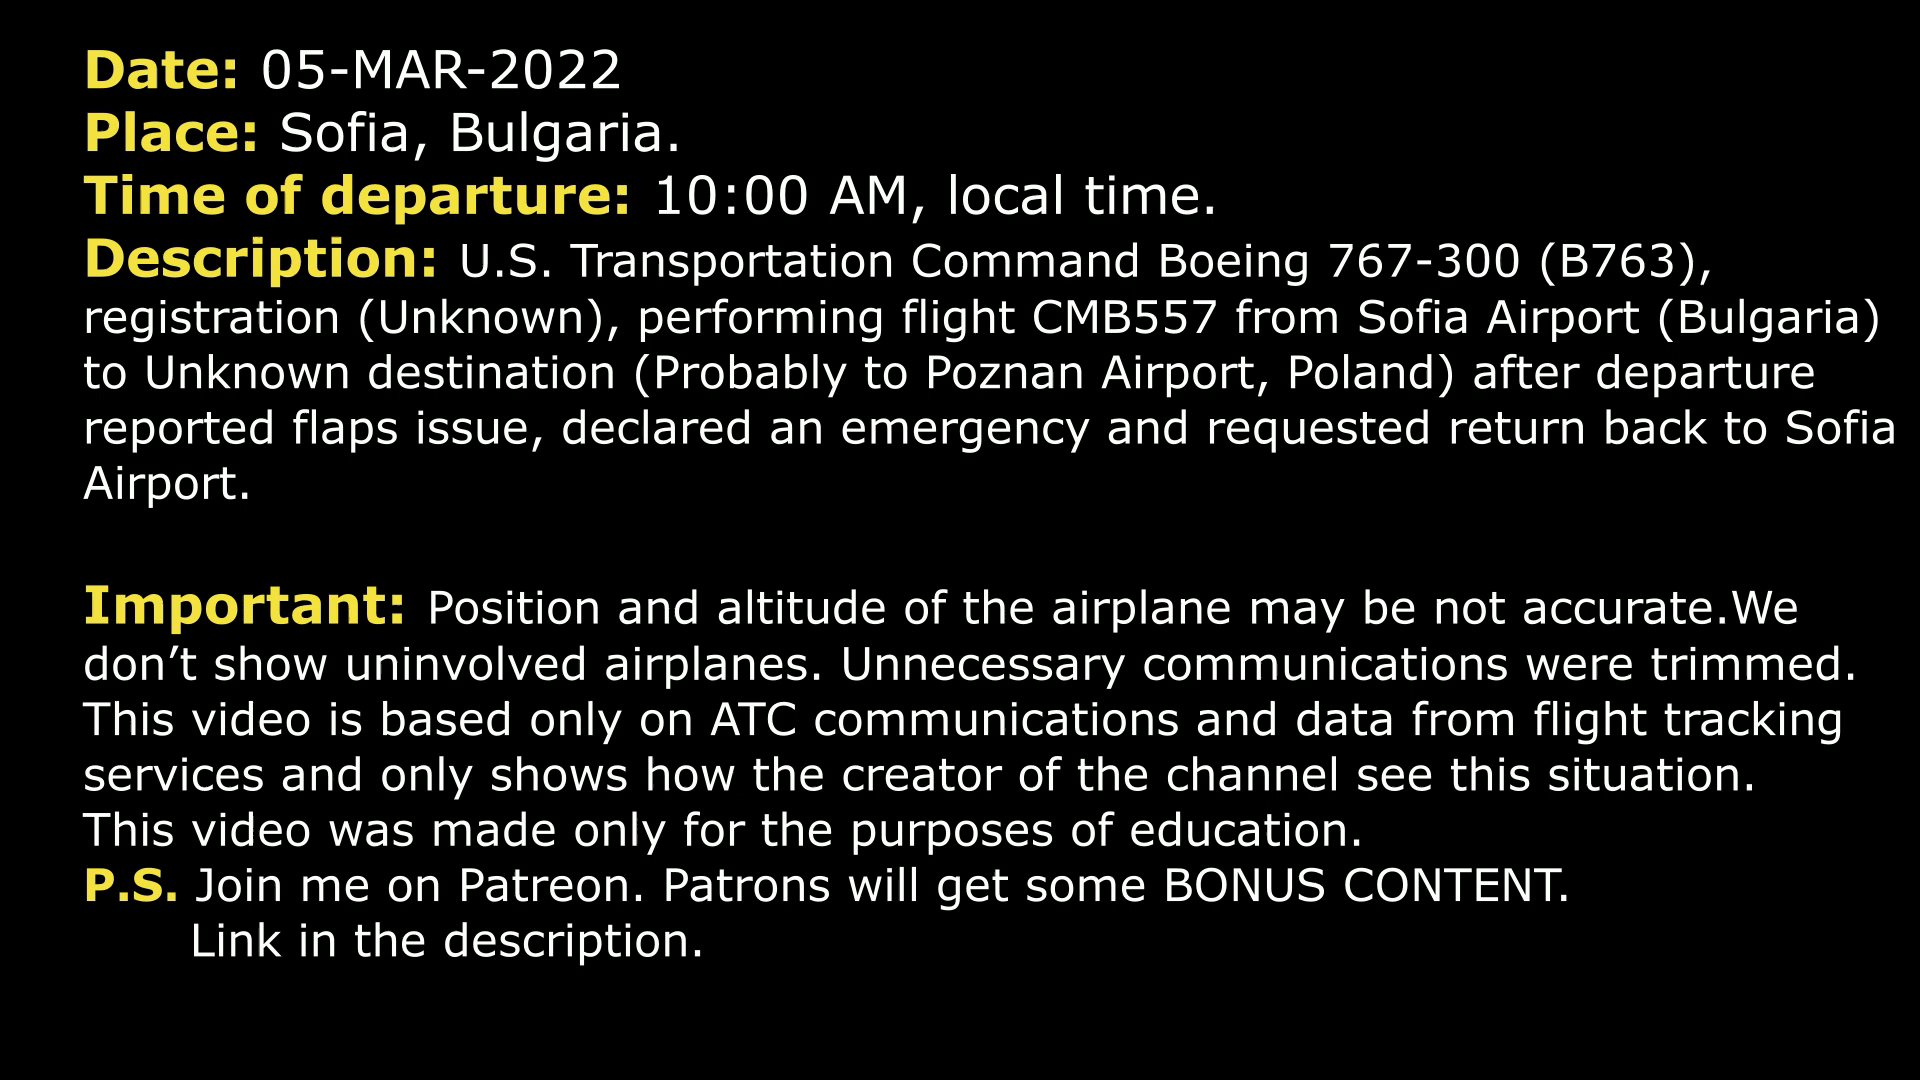 Date: 05-MAR-2022
Place: Sofia, Bulgaria.
Time of departure: 10:00 AM, local time.
Description: U.S. Transportation Command Boeing 767-300 (B763),
registration (Unknown), performing flight CMB557 from Sofia Airport (Bulgaria)
to Unknown destination (Probably to Poznan Airport, Poland) after departure
reported flaps issue, declared an emergency and requested return back to Sofia
Airport.
Important: Position and altitude of the airplane may be not accurate.We
don’t show uninvolved airplanes. Unnecessary communications were trimmed.
This video is based only on ATC communications and data from flight tracking
services and only shows how the creator of the channel see this situation.
This video was made only for the purposes of education.
P.S. Join me on Patreon. Patrons will get some BONUS CONTENT.
Link in the description.